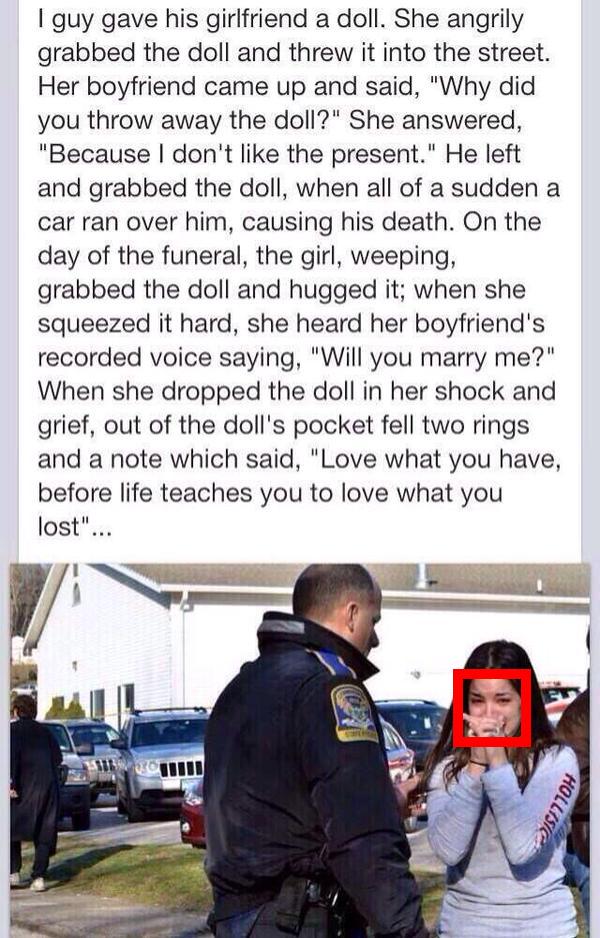 I guy gave his girlfriend a doll. She angrily
grabbed the doll and threw it into the street.
Her boyfriend came up and said, "Why did
you throw away the doll?" She answered,
"Because I don't like the present." He left
and grabbed the doll, when all of a sudden a
car ran over him, causing his death. On the
day of the funeral, the girl, weeping,
grabbed the doll and hugged it; when she
squeezed it hard, she heard her boyfriend's
recorded voice saying, "Will you marry me?"
When she dropped the doll in her shock and
grief, out of the doll's pocket fell two rings
and a note which said, "Love what you have,
before life teaches you to love what you
lost"...
HOLLISTER